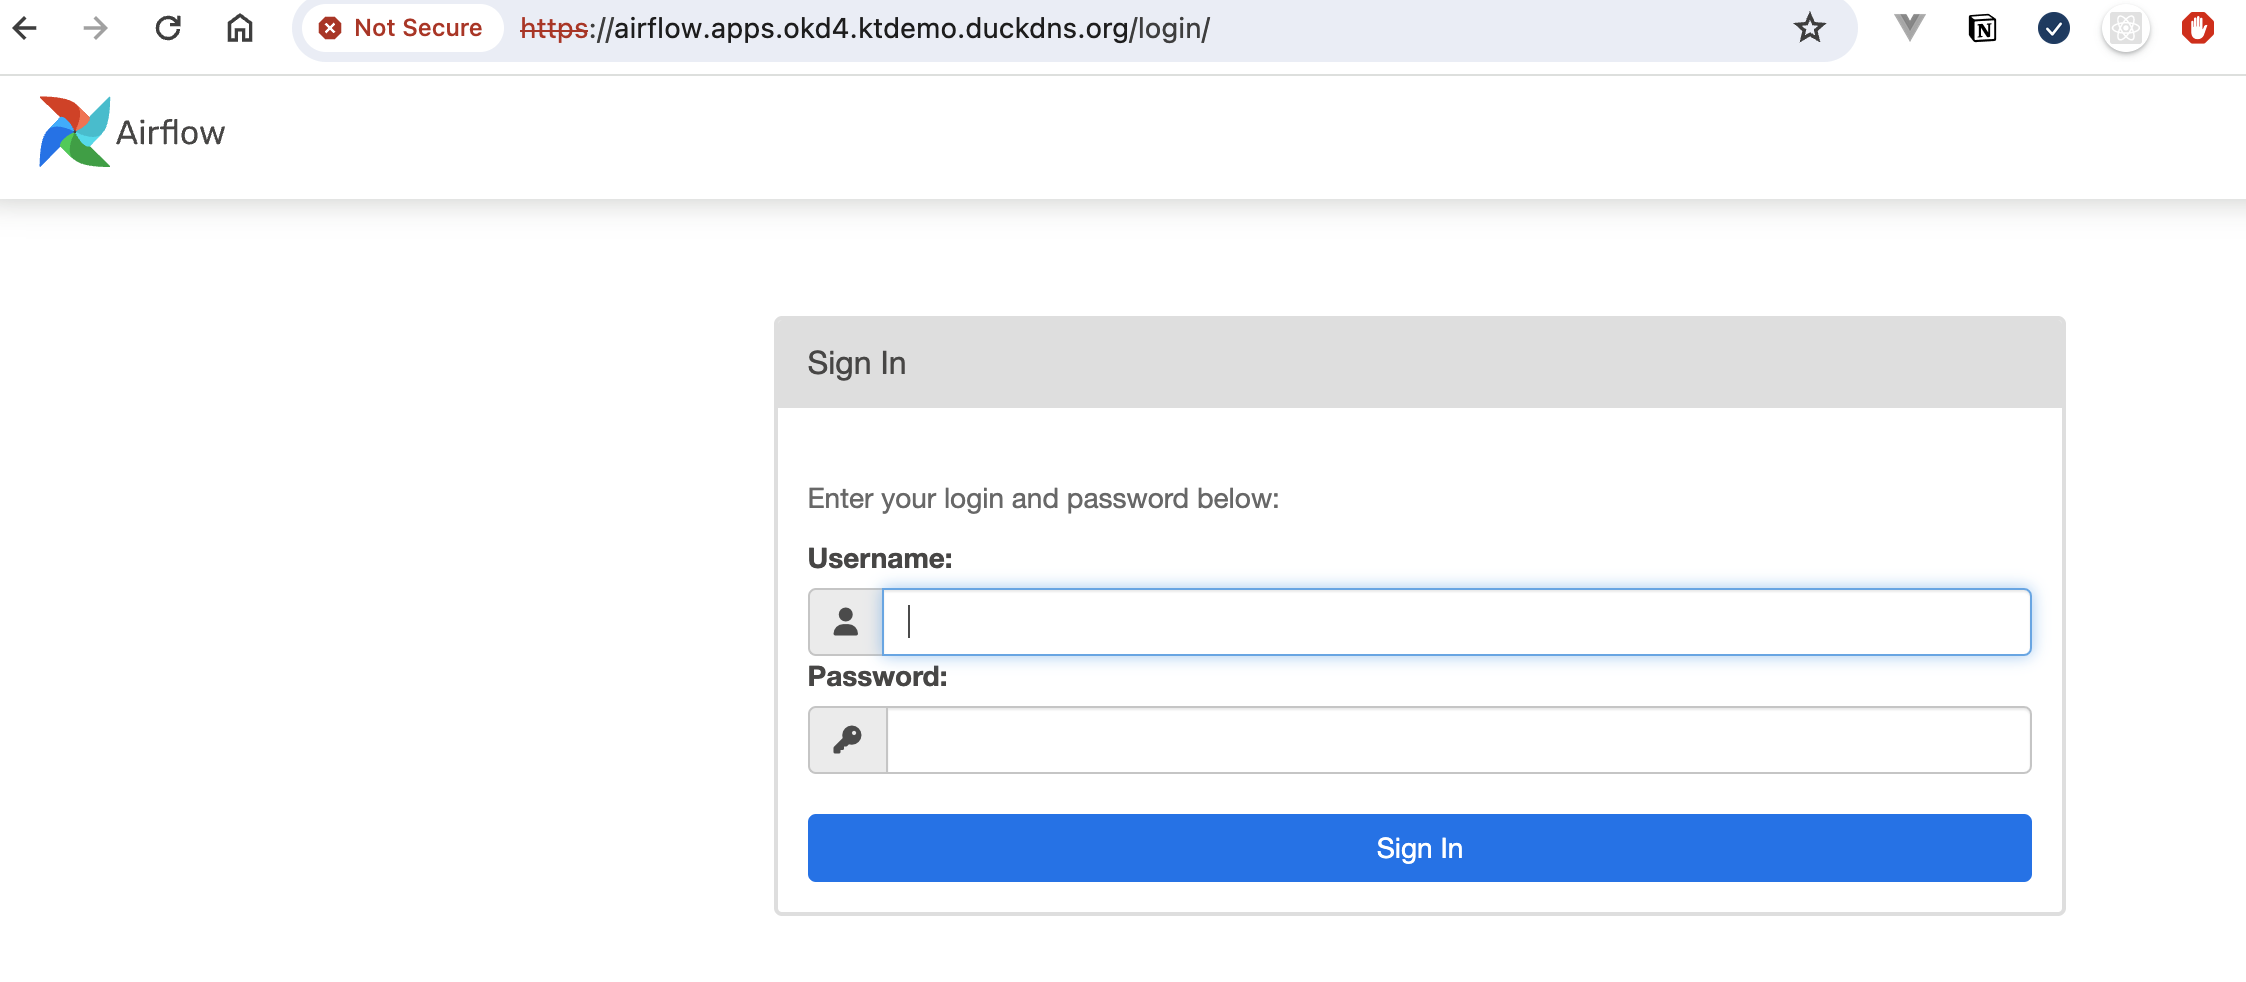 Not Secure https://airflow.apps.okd4.ktdemo.duckdns.org/login/
N
Airflow
Sign In
Enter your login and password below:
Username:
Password:
Sign In